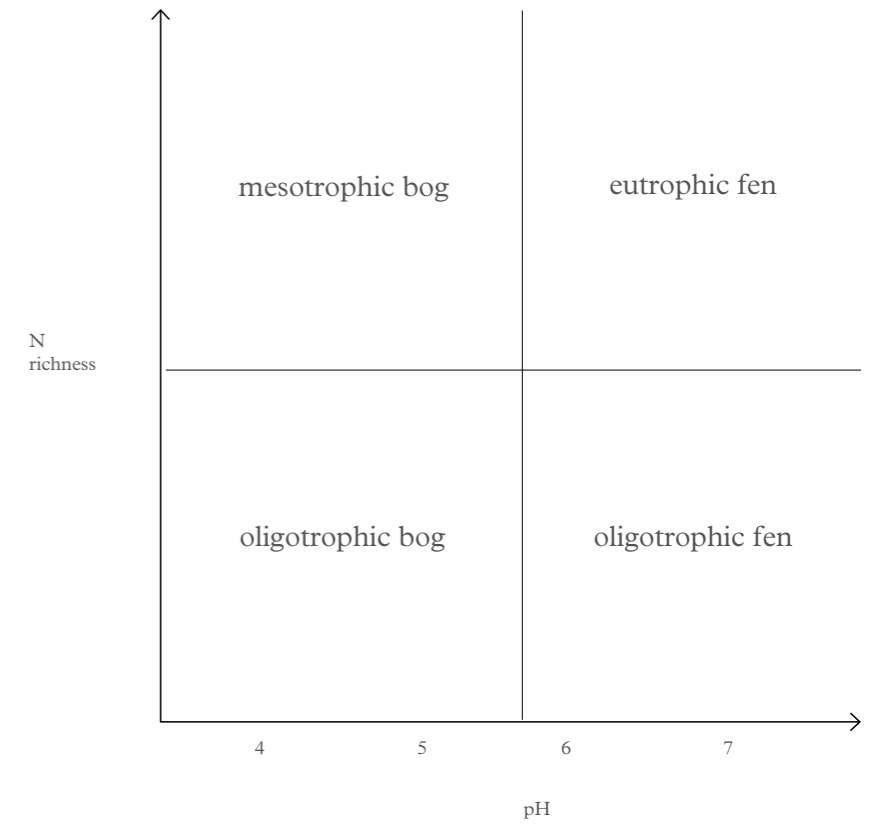 mesotrophic bog
eutrophic fen
N
richness
oligotrophic bog
oligotrophic fen
4
5
6
7
pH